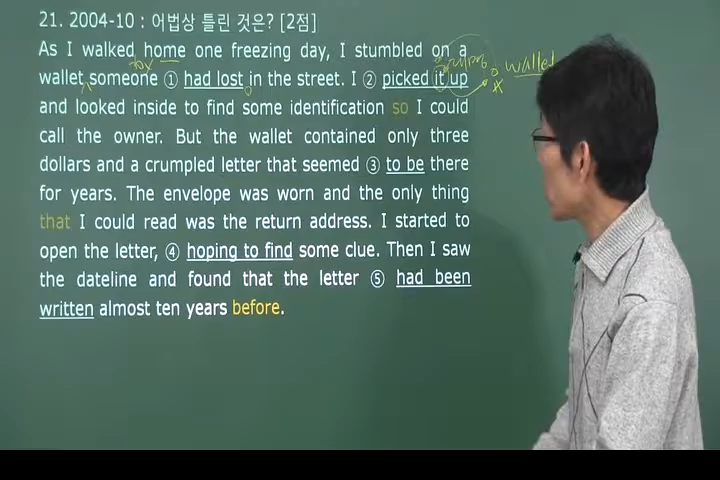 21. 2004-10 : 어법상 틀린 것은? [2점]
As I walked home one freezing day, I stumbled on a
wallet someone ① had lost in the street. I ② picked it up
wallet
and looked inside to find some identification so I could
call the owner. But the wallet contained only three
dollars and a crumpled letter that seemed ③ to be there
for years. The envelope was worn and the only thing
that I could read was the return address. I started to
open the letter, ④ hoping to find some clue. Then I saw
the dateline and found that the letter ⑤ had been
written almost ten years before.